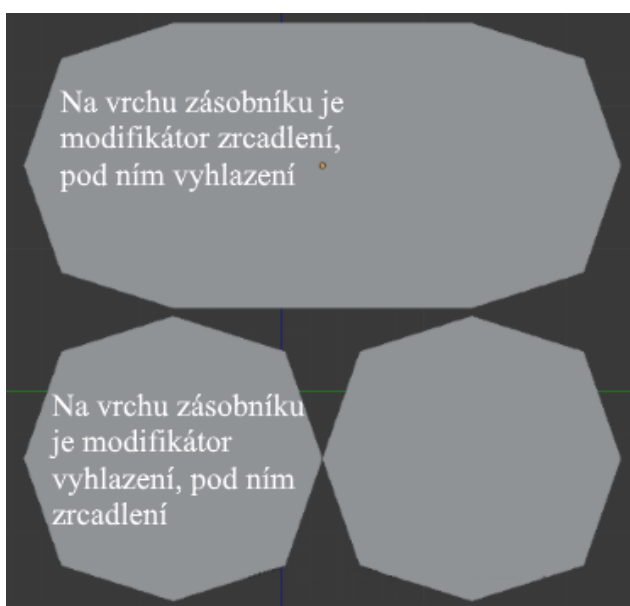 Na vrchu zásobníku je
modifikátor zrcadlení,
pod ním vyhlazení
Na vrchu zásobníku
je modifikátor
vyhlazení, pod ním
zrcadlení